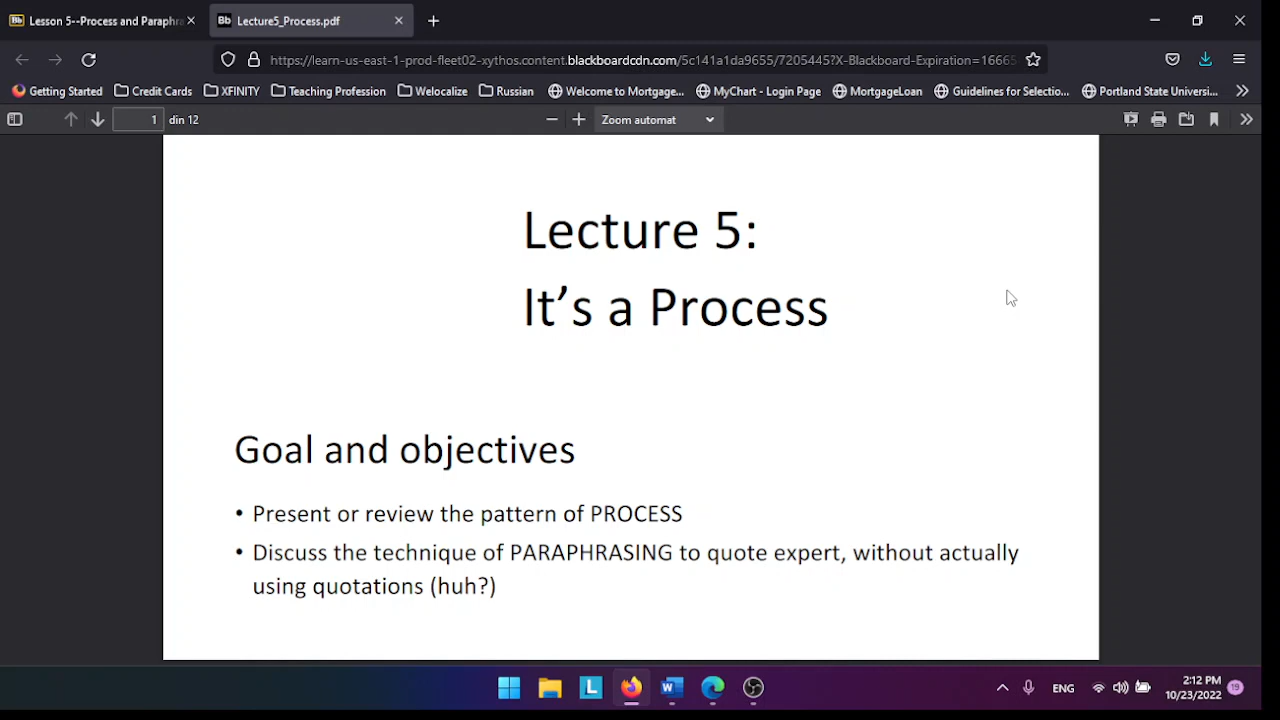 Bb Lesson 5--Process and Paraphra
Bb Lecture5_Process.pdf
https://learn-us-east-1-prod-fleet02-xythos.content.blackboardcdn.com/5c141a1da9655/7205445?X-Blackboard-Expiration=16665
Getting Started Credit Cards XFINITY Teaching Profession Welocalize Russian Welcome to Mortgage... MyChart - Login Page MortgageLoan Guidelines for Selectio... Portland State Universi...
1 din 12 Zoom automat
Lecture 5:
It’s a Process
Goal and objectives
• Present or review the pattern of PROCESS
• Discuss the technique of PARAPHRASING to quote expert, without actually
using quotations (huh?)
L W ENG 2:12 PM
10/23/2022 19